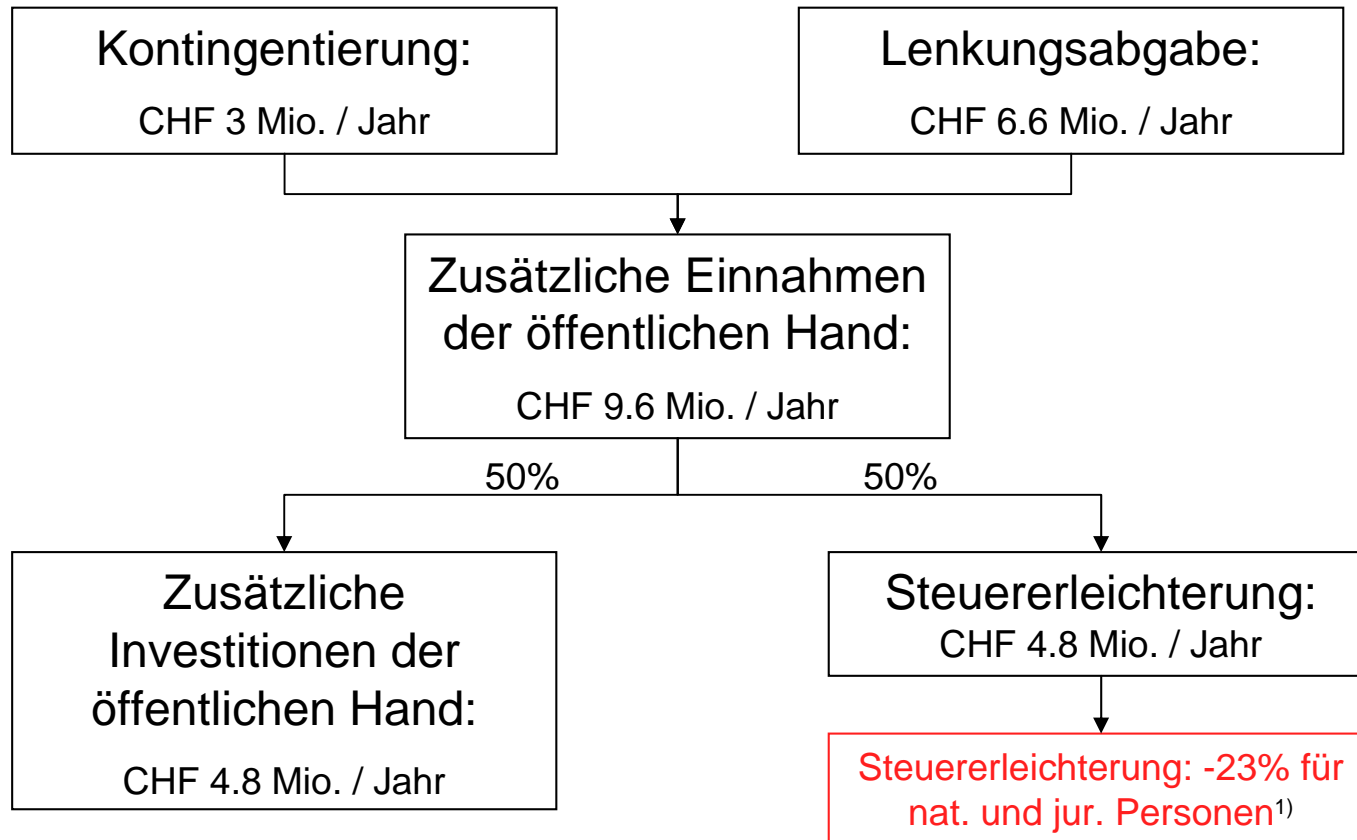 Kontingentierung:
CHF 3 Mio. / Jahr
Lenkungsabgabe:
CHF 6.6 Mio. / Jahr
Zusätzliche Einnahmen
der öffentlichen Hand:
CHF 9.6 Mio. / Jahr
50%
50%
Zusätzliche
Investitionen der
öffentlichen Hand:
CHF 4.8 Mio. / Jahr
Steuererleichterung:
CHF 4.8 Mio. / Jahr
Steuererleichterung: -23% für
nat. und jur. Personen¹⁾